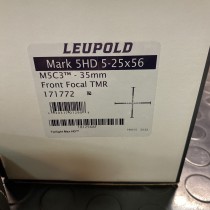 LEUPOLD
Mark 5HD 5-25x56
M5C3™ - 35mm
Front Focal TMR
171772